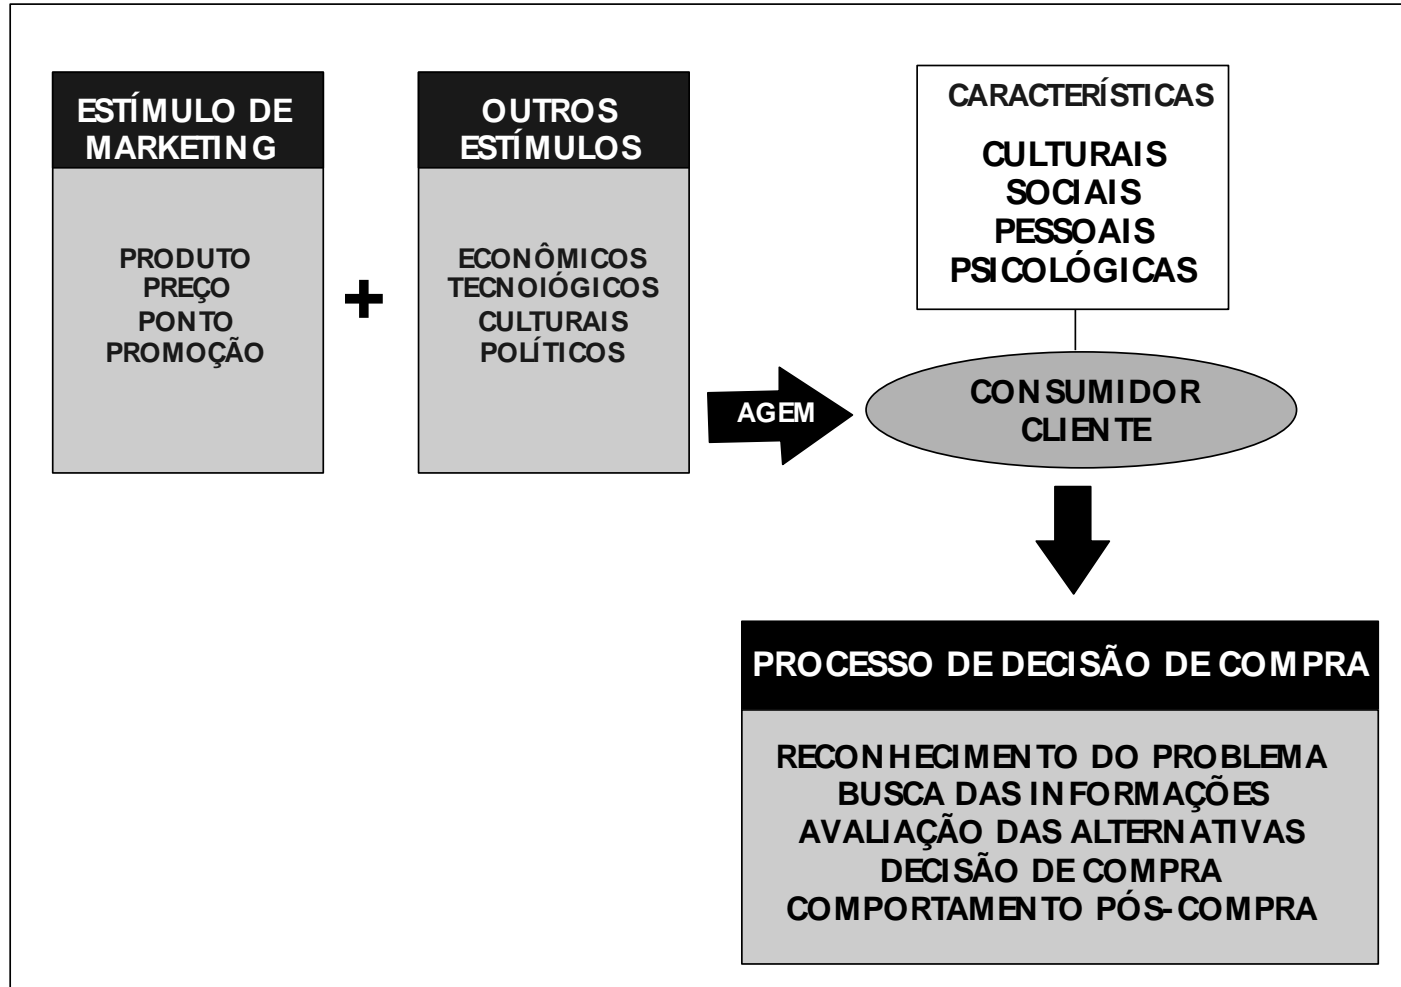 ESTÍMULO DE
MARKETING
PRODUTO
PREÇO
PONTO
PROMOÇÃO
+
OUTROS
ESTÍMULOS
ECONÔMICOS
TECNOIÓGICOS
CULTURAIS
POLÍTICOS
AGEM
CARACTERÍSTICAS
CULTURAIS
SOCIAIS
PESSOAIS
PSICOLÓGICAS
CONSUMIDOR
CLIENTE
PROCESSO DE DECISÃO DE COMPRA
RECONHECIMENTO DO PROBLEMA
BUSCA DAS INFORMAÇÕES
AVALIAÇÃO DAS ALTERNATIVAS
DECISÃO DE COMPRA
COMPORTAMENTO PÓS-COMPRA